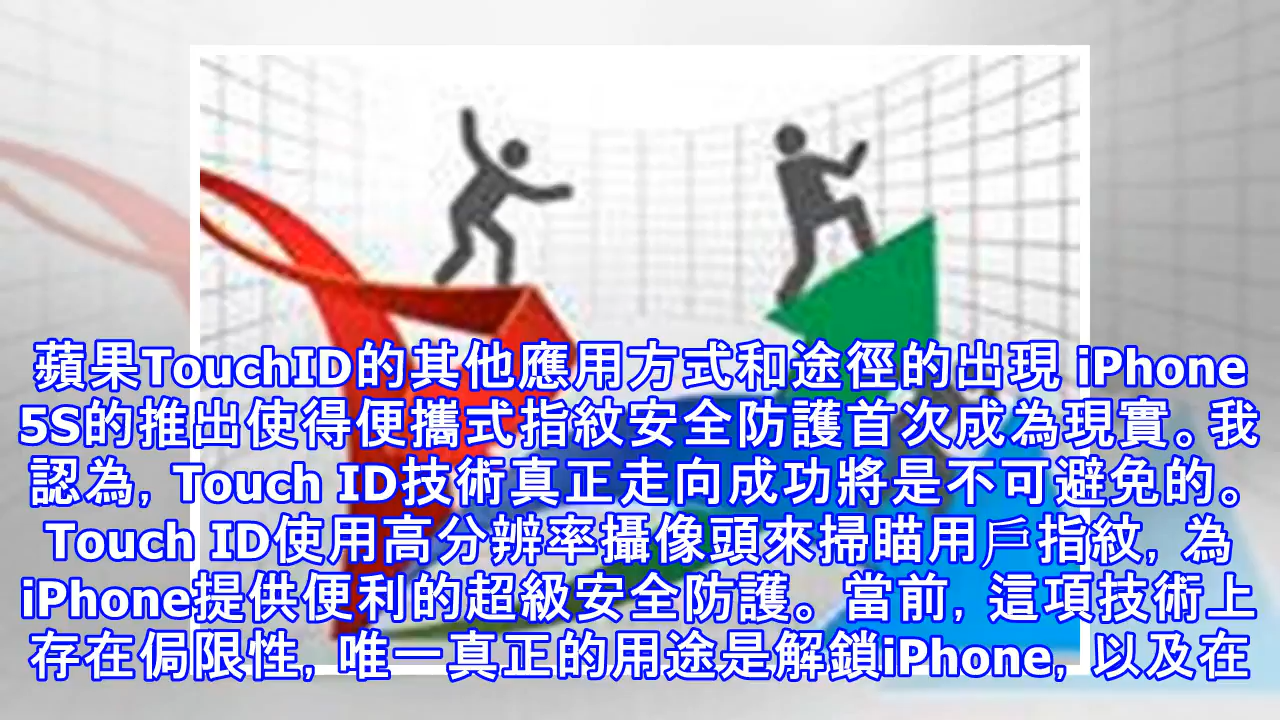 蘋果TouchID的其他應用方式和途徑的出現 iPhone
5S的推出使得便攜式指紋安全防護首次成為現實。我
認為, Touch ID技術真正走向成功將是不可避免的。
Touch ID使用高分辨率攝像頭來掃瞄用戶指紋, 為
iPhone提供便利的超級安全防護。當前, 這項技術上
存在侷限性, 唯一真正的用途是解鎖iPhone, 以及在